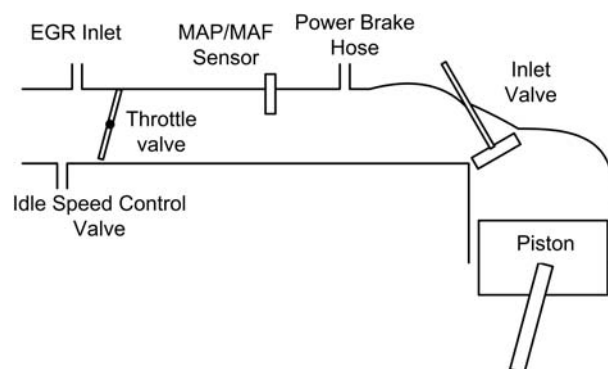 EGR Inlet
MAP/MAF
Sensor
Power Brake
Hose
Inlet
Valve
Throttle
valve
Idle Speed Control
Valve
Piston